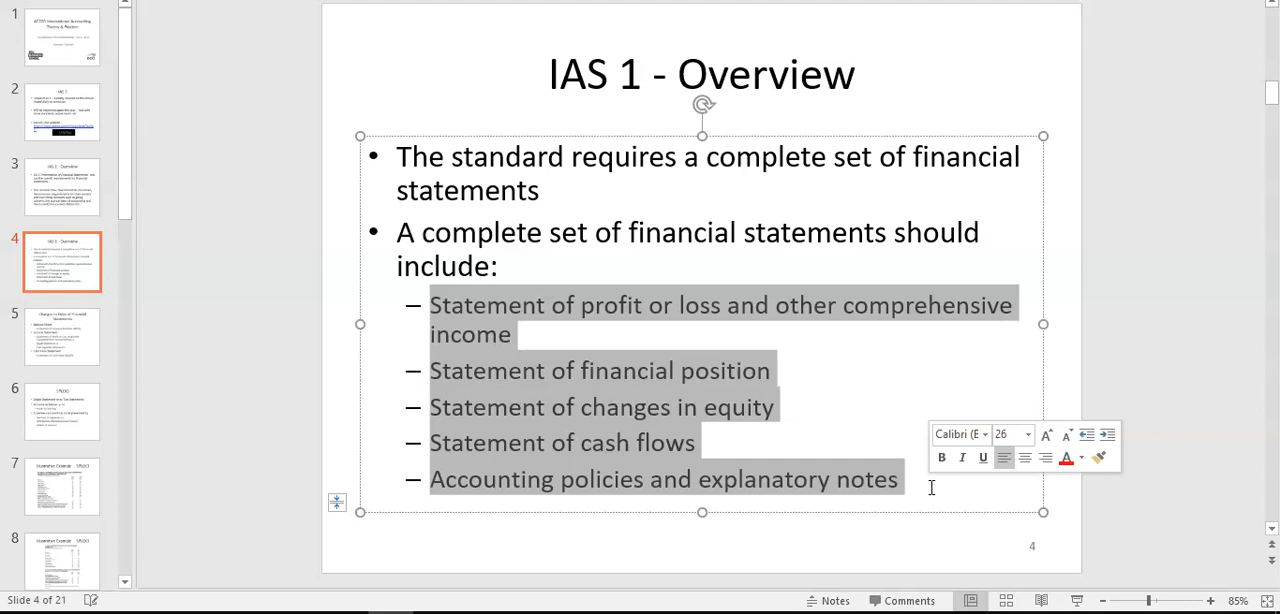 1
2
3
4
5
6
7
8
IAS 1 - Overview
• The standard requires a complete set of financial
statements
• A complete set of financial statements should
include:
– Statement of profit or loss and other comprehensive
income
– Statement of financial position
– Statement of changes in equity
– Statement of cash flows
– Accounting policies and explanatory notes
4
Calibri (E 26 A A
B I U A
Slide 4 of 21 Notes Comments 85%